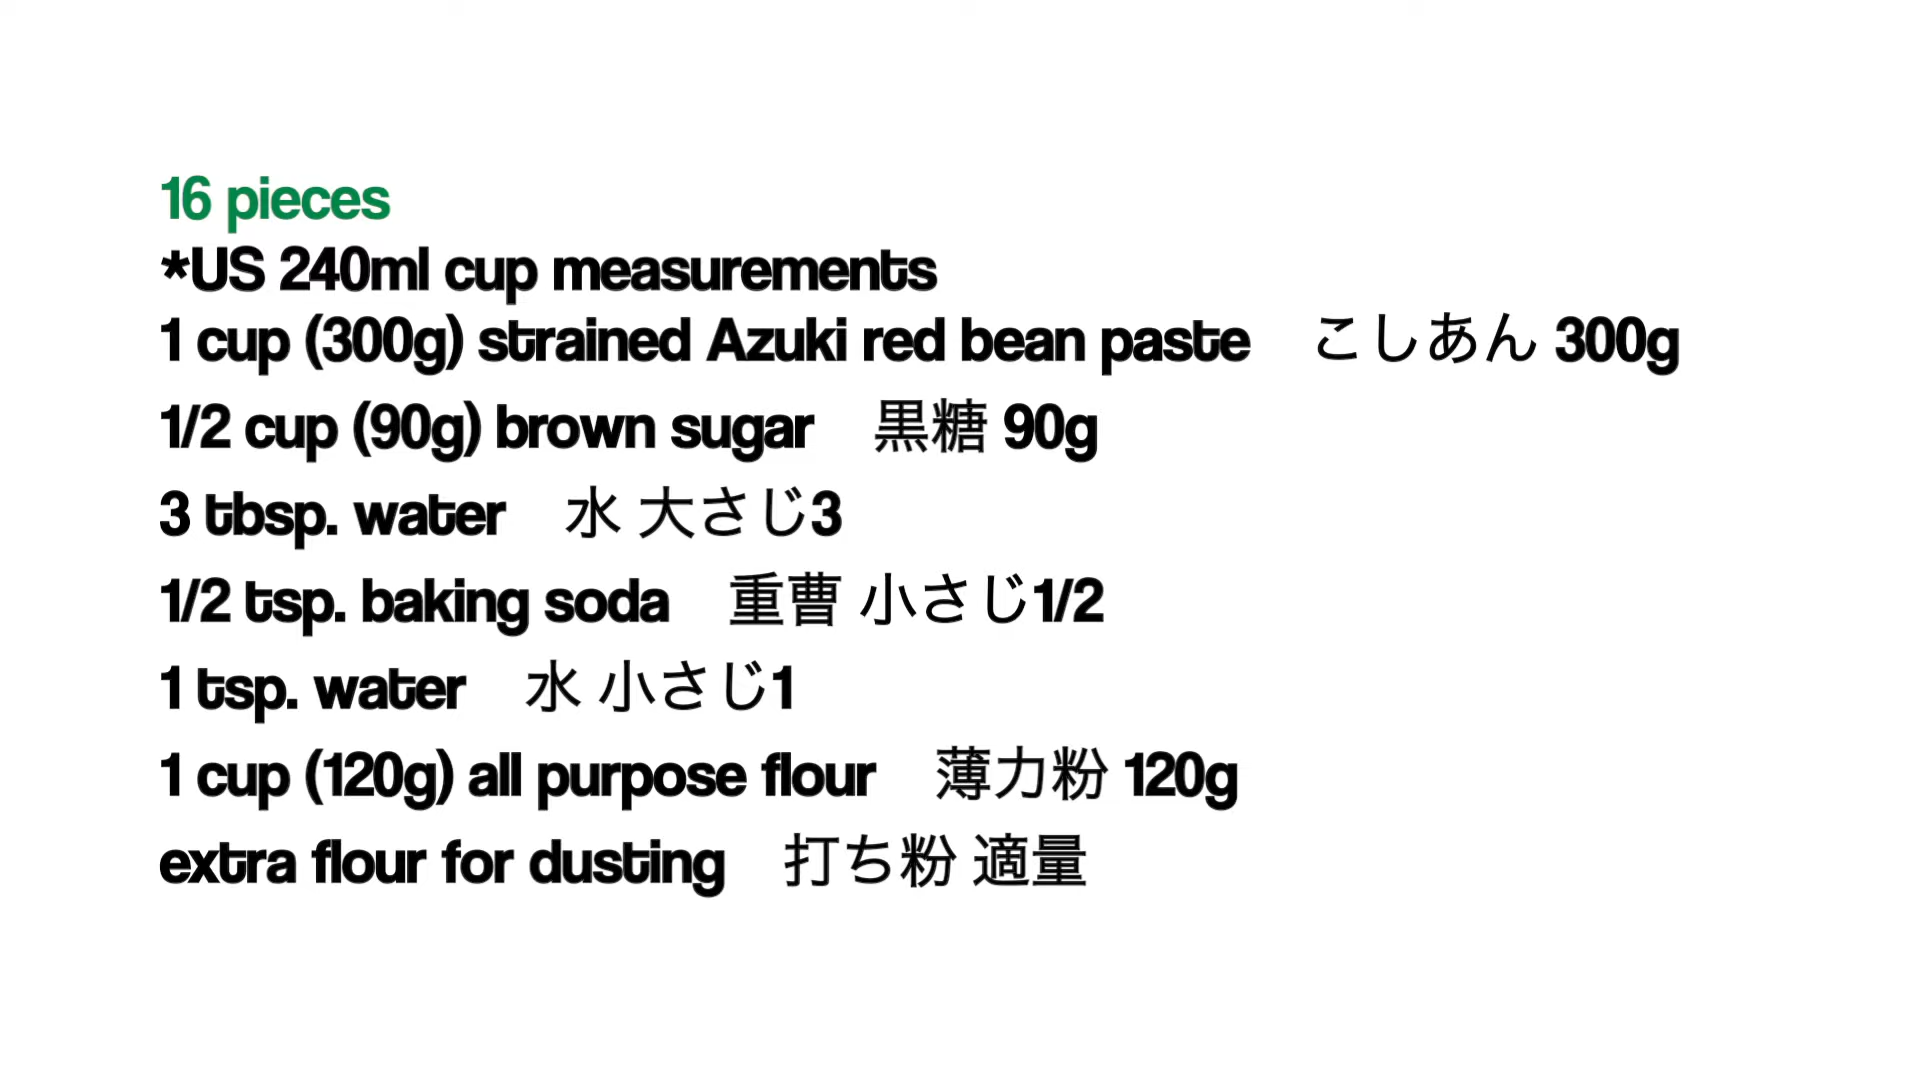 16 pieces
*US 240ml cup measurements
1 cup (300g) strained Azuki red bean paste　こしあん 300g
1/2 cup (90g) brown sugar　黒糖 90g
3 tbsp. water　水 大さじ3
1/2 tsp. baking soda　重曹 小さじ1/2
1 tsp. water　水 小さじ1
1 cup (120g) all purpose flour　薄力粉 120g
extra flour for dusting　打ち粉 適量